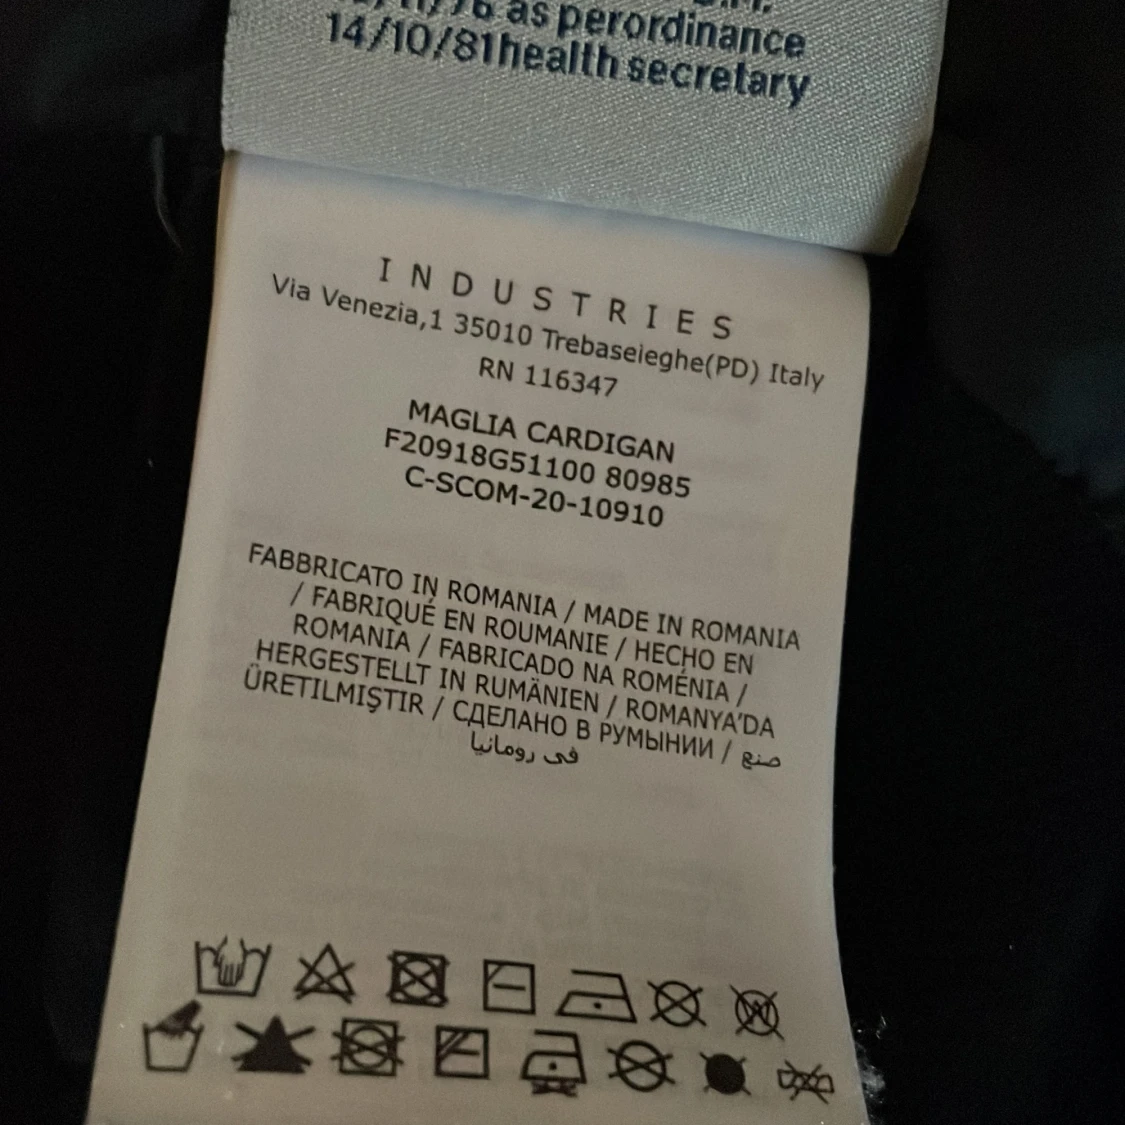 as perordinance
14/10/81health secretary
INDUSTRIES
Via Venezia,1 35010 Trebaseieghe(PD) Italy
RN 116347
MAGLIA CARDIGAN
F20918G51100 80985
C-SCOM-20-10910
FABBRICATO IN ROMANIA / MADE IN ROMANIA
/ FABRIQUÉ EN ROUMANIE / HECHO EN
ROMANIA / FABRICADO NA ROMÉNIA /
HERGESTELLT IN RUMÄNIEN / ROMANYA'DA
ÜRETILMIŞTIR / СДЕЛАНО В РУМЫНИИ / صنع
في رومانيا